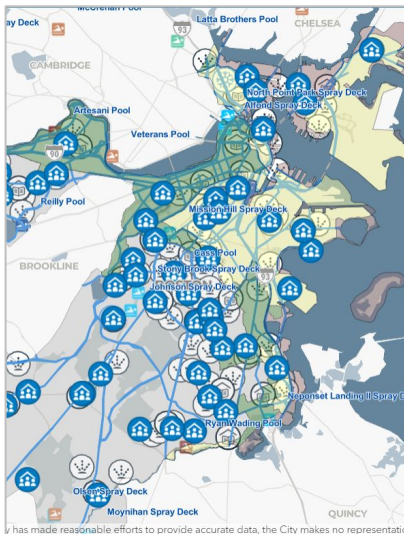 McCrehan Pool
Latta Brothers Pool
ay Deck
CHELSEA
93
CAMBRIDGE
North Point Park Spray Deck
Artesani Pool
Alford Spray Deck
Veterans Pool
90
Reilly Pool
Mission Hill Spray Deck
Cass Pool
BROOKLINE
Stony Brook Spray Deck
93
Johnson Spray Deck
Neponset Landing II Spray D
Ryan Wading Pool
Olsen Spray Deck
Moynihan Spray Deck
QUINCY
y has made reasonable efforts to provide accurate data, the City makes no representatio